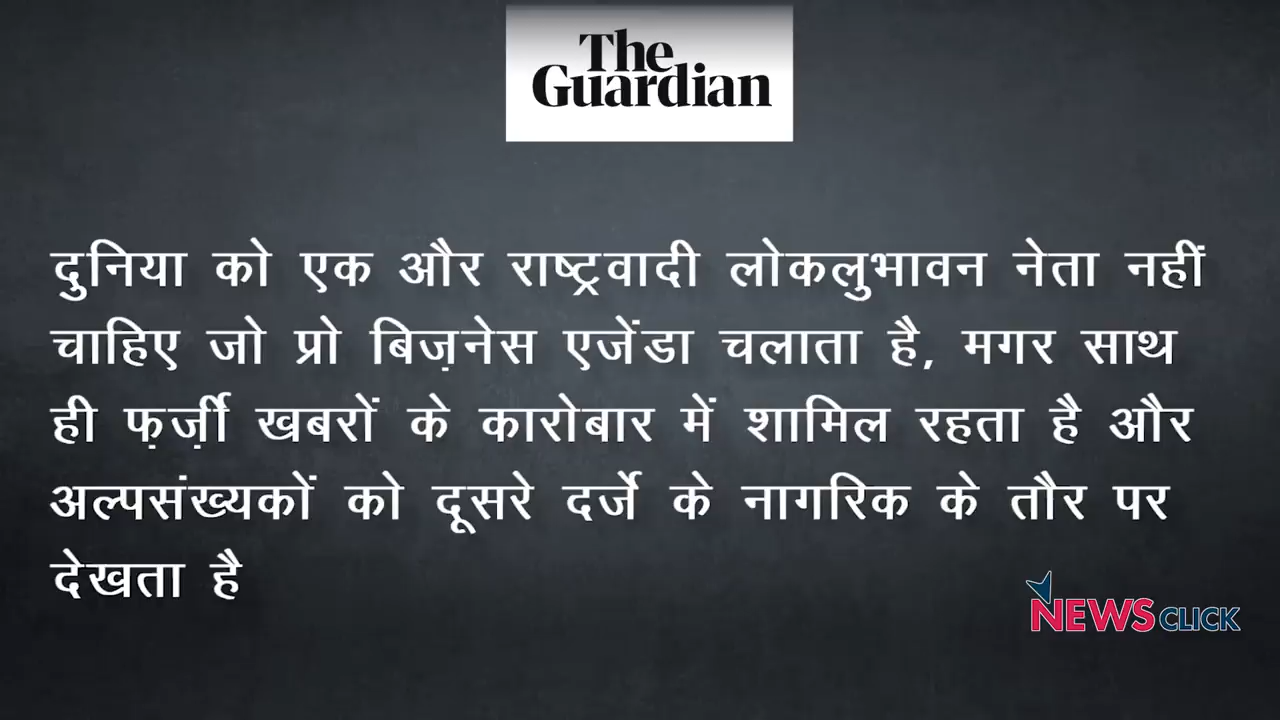 The
Guardian
दुनिया को एक और राष्ट्रवादी लोकलुभावन नेता नहीं
चाहिए जो प्रो बिज़नेस एजेंडा चलाता है, मगर साथ
ही फ़र्ज़ी खबरों के कारोबार में शामिल रहता है और
अल्पसंख्यकों को दूसरे दर्जे के नागरिक के तौर पर
देखता है
NEWSCLICK